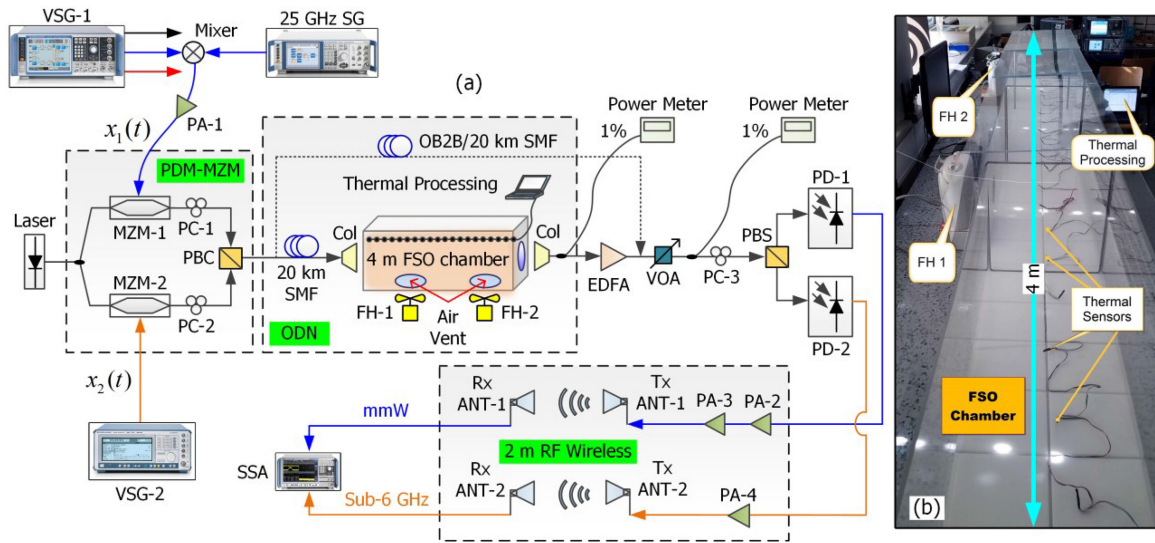 VSG-1
Mixer
25 GHz SG
(a)
PA-1
x₁(t)
PDM-MZM
Laser
MZM-1
PC-1
PBC
MZM-2
PC-2
x₂(t)
VSG-2
OB2B/20 km SMF
Thermal Processing
Col
4 m FSO chamber
Col
20 km
SMF
FH-1
Air
Vent
FH-2
ODN
Power Meter
1%
Power Meter
1%
EDFA
VOA
PC-3
PBS
PD-1
PD-2
mmW
Rx
ANT-1
Tx
ANT-1
PA-3
PA-2
2 m RF Wireless
SSA
Sub-6 GHz
Rx
ANT-2
Tx
ANT-2
PA-4
FH 2
Thermal
Processing
FH 1
4 m
Thermal
Sensors
FSO
Chamber
(b)